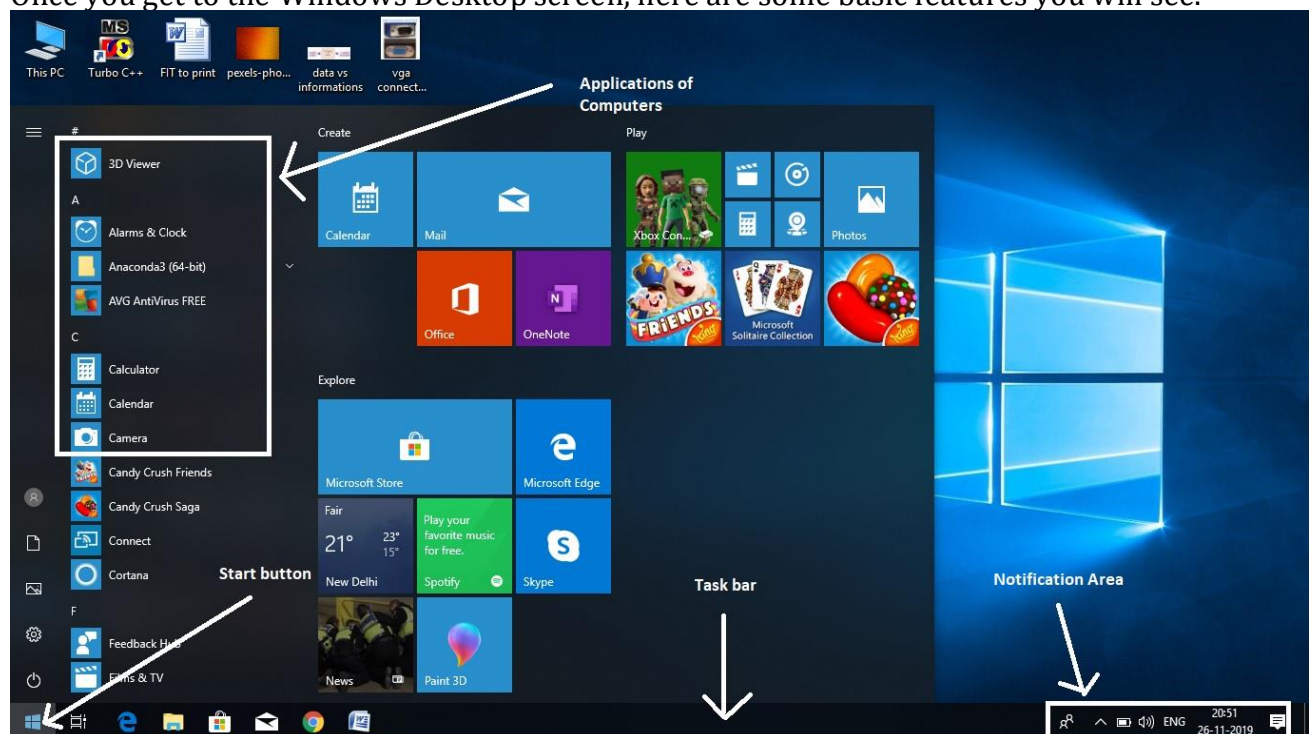 Once you get to the Windows Desktop screen, here are some basic features you will see:
This PC
MS
Turbo C++
W
FIT to print
pexels-pho...
data vs
informations
vga
connect...
Applications of
Computers
#
3D Viewer
A
Alarms & Clock
Anaconda3 (64-bit)
AVG AntiVirus FREE
C
Calculator
Calendar
Camera
Candy Crush Friends
Candy Crush Saga
Connect
Cortana
F
Feedback Hub
Films & TV
Start button
Create
Calendar
Mail
Office
N
OneNote
Play
Xbox Con...
Photos
FRIENDS
King
Microsoft
Solitaire Collection
King
Explore
Microsoft Store
Microsoft Edge
Fair
21°
23°
15°
New Delhi
Play your
favorite music
for free.
Spotify
S
Skype
News
Paint 3D
Task bar
Notification Area
ENG
20:51
26-11-2019